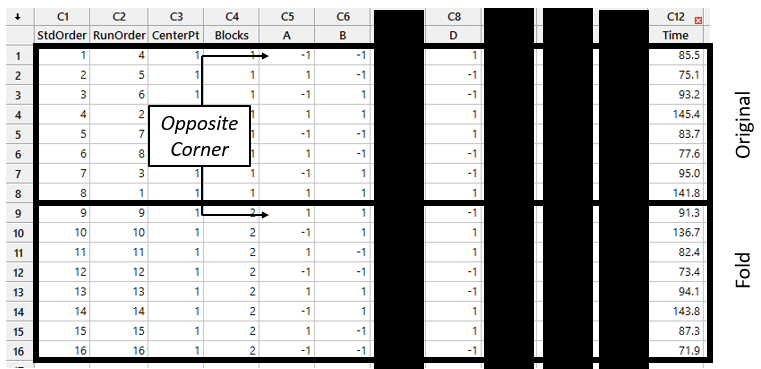 ↓ C1 C2 C3 C4 C5 C6 C8 C12
StdOrder RunOrder CenterPt Blocks A B D Time
1 1 4 1 1 -1 -1 1 85.5
2 2 5 1 1 1 -1 -1 75.1
3 3 6 1 1 -1 1 -1 93.2
4 4 2 1 1 1 1 145.4
5 5 7 1 -1 -1 1 83.7
6 6 8 1 1 -1 -1 77.6
7 7 3 1 -1 1 -1 95.0
8 8 1 1 1 1 1 1 141.8
Opposite
Corner
Original
9 9 9 1 2 1 1 -1 91.3
10 10 10 1 2 -1 1 1 136.7
11 11 11 1 2 1 -1 1 82.4
12 12 12 1 2 -1 -1 -1 73.4
13 13 13 1 2 1 1 -1 94.1
14 14 14 1 2 -1 1 1 143.8
15 15 15 1 2 1 -1 1 87.3
16 16 16 1 2 -1 -1 -1 71.9
Fold